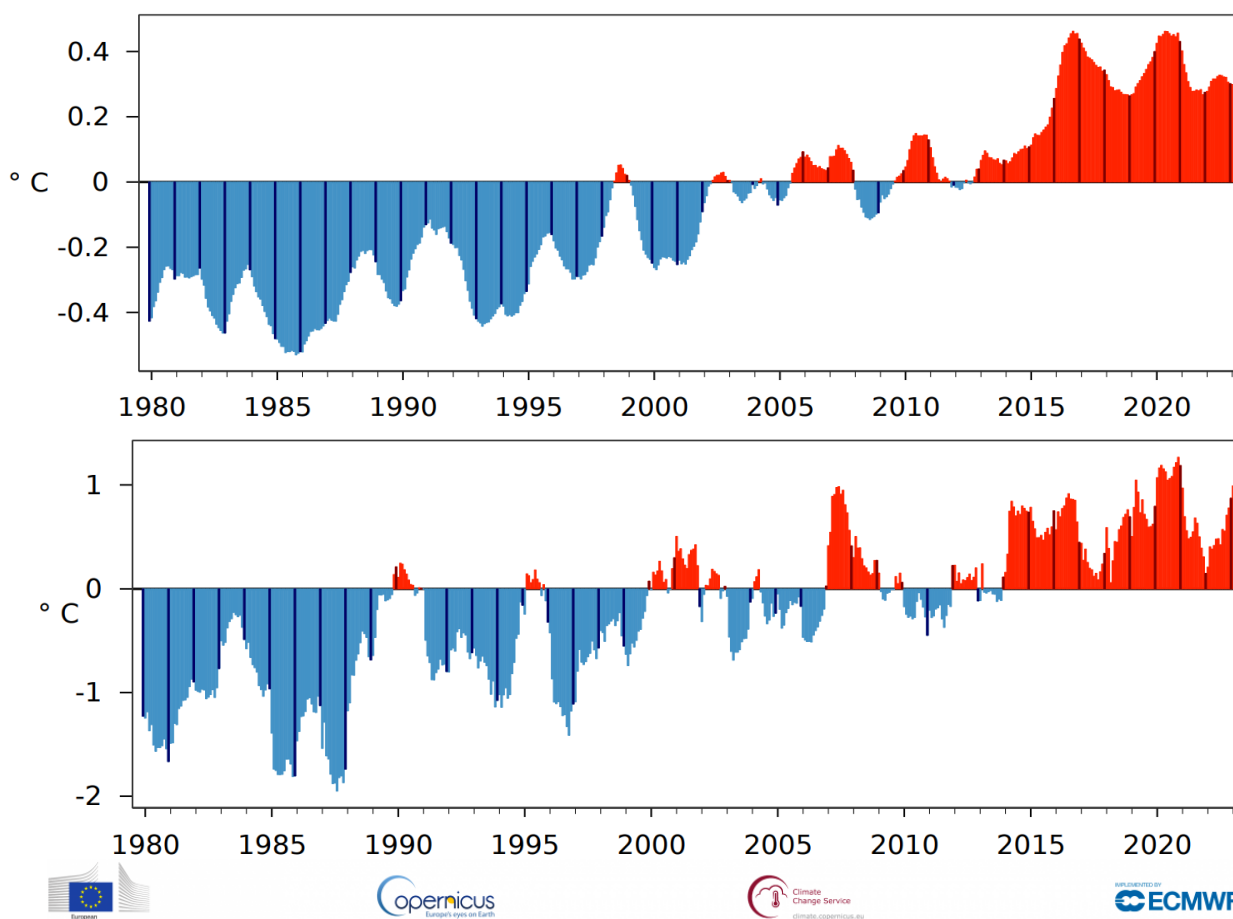 0.4
0.2
° C
0
-0.2
-0.4
1980 1985 1990 1995 2000 2005 2010 2015 2020
1
0
° C
-1
-2
1980 1985 1990 1995 2000 2005 2010 2015 2020
European
opernicus
Europe's eyes on Earth
Climate
Change Service
climate.copernicus.eu
IMPLEMENTED BY
ECMWF